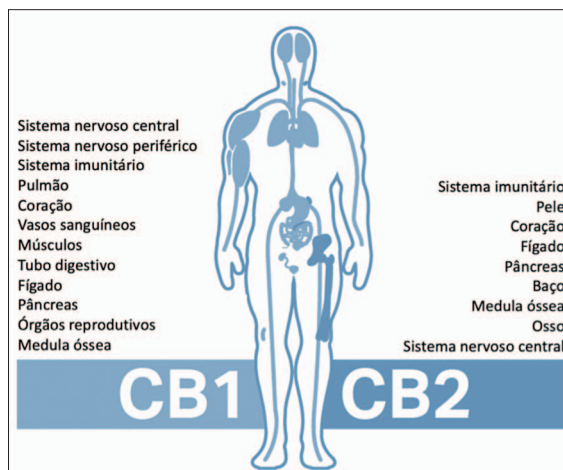 Sistema nervoso central
Sistema nervoso periférico
Sistema imunitário
Pulmão
Coração
Vasos sanguíneos
Músculos
Tubo digestivo
Fígado
Pâncreas
Órgãos reprodutivos
Medula óssea
Sistema imunitário
Pele
Coração
Fígado
Pâncreas
Baço
Medula óssea
Osso
Sistema nervoso central
CB1
CB2